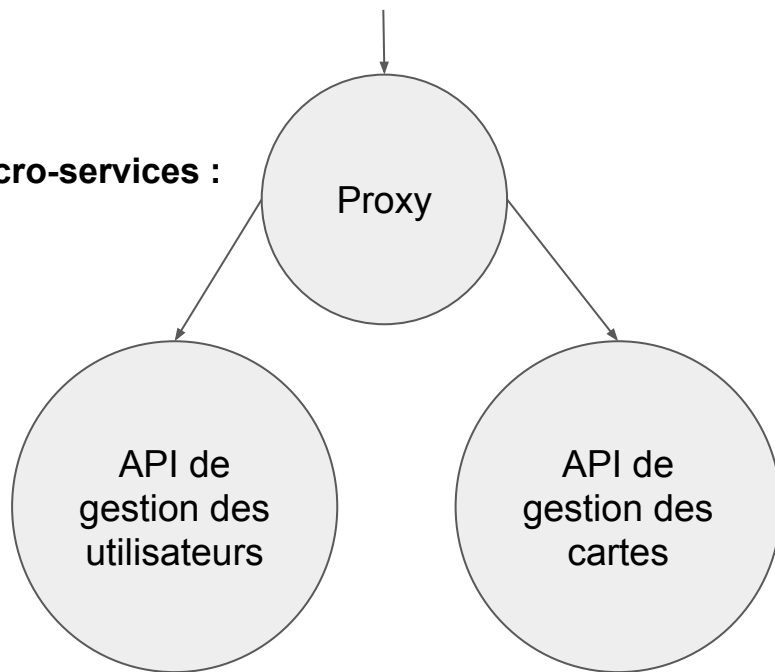 cro-services :
Proxy
API de
gestion des
utilisateurs
API de
gestion des
cartes